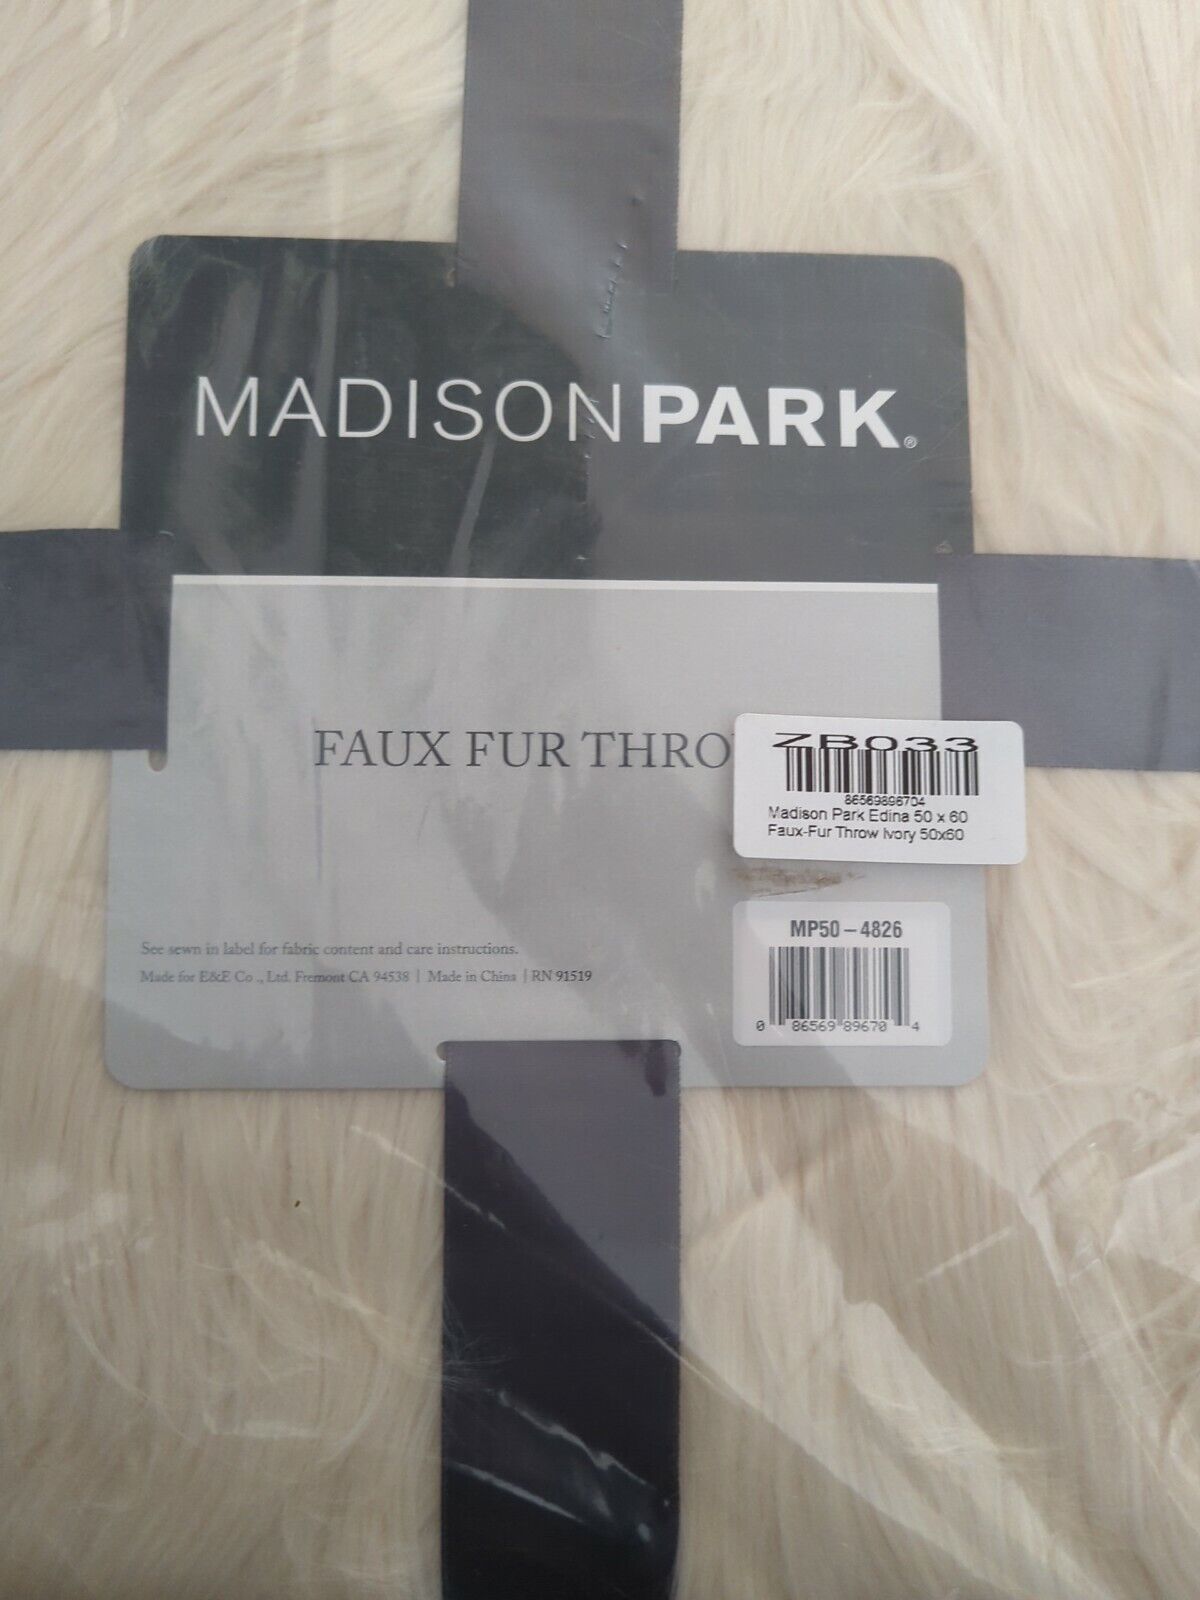 MADISONPARK®
FAUX FUR THRO
ZB033
86569896704
Madison Park Edina 50 x 60
Faux-Fur Throw Ivory 50x60
See sewn in label for fabric content and care instructions.
Made for E&E Co., Ltd. Fremont CA 94538 | Made in China | RN 91519
MP50-4826
0 86569 89670 4